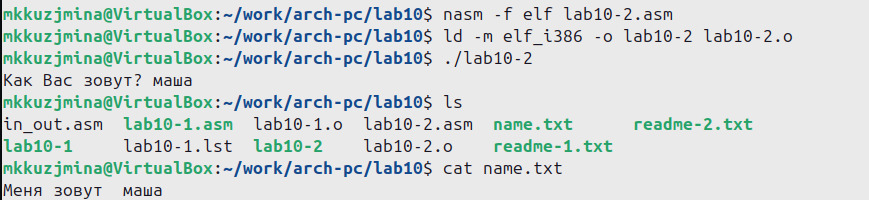 mkkuzjmina@VirtualBox:~/work/arch-pc/lab10$ nasm -f elf lab10-2.asm
mkkuzjmina@VirtualBox:~/work/arch-pc/lab10$ ld -m elf_i386 -o lab10-2 lab10-2.o
mkkuzjmina@VirtualBox:~/work/arch-pc/lab10$ ./lab10-2
Как Вас зовут? маша
mkkuzjmina@VirtualBox:~/work/arch-pc/lab10$ ls
in_out.asm  lab10-1.asm  lab10-1.o  lab10-2.asm  name.txt  readme-2.txt
lab10-1  lab10-1.lst  lab10-2  lab10-2.o  readme-1.txt
mkkuzjmina@VirtualBox:~/work/arch-pc/lab10$ cat name.txt
Меня зовут  маша